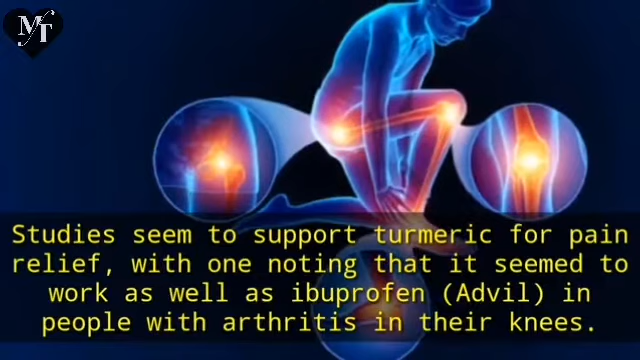 MT
Studies seem to support turmeric for pain
relief, with one noting that it seemed to
work as well as ibuprofen (Advil) in
people with arthritis in their knees.